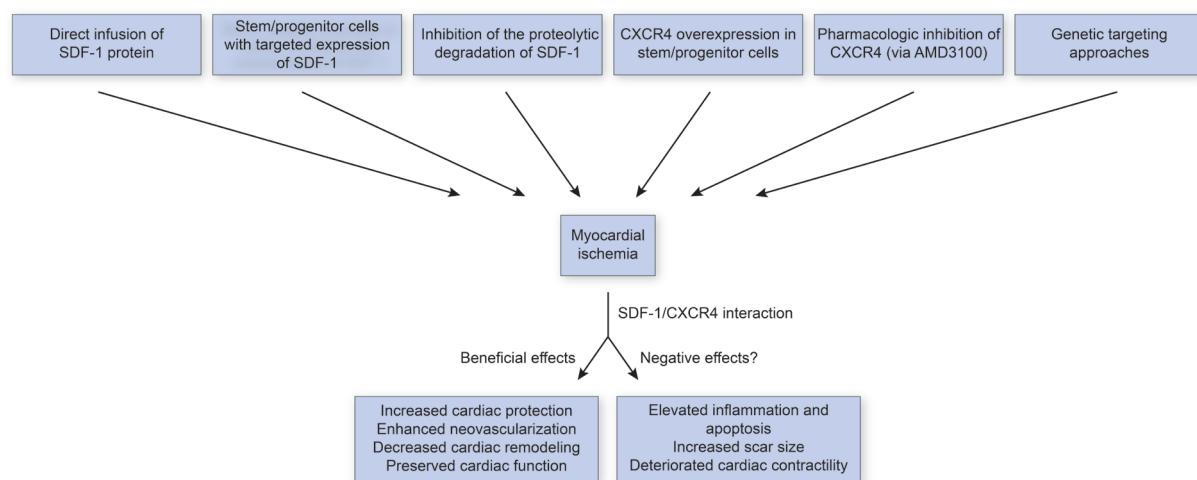 Direct infusion of
SDF-1 protein
Stem/progenitor cells
with targeted expression
of SDF-1
Inhibition of the proteolytic
degradation of SDF-1
CXCR4 overexpression in
stem/progenitor cells
Pharmacologic inhibition of
CXCR4 (via AMD3100)
Genetic targeting
approaches
Myocardial
ischemia
SDF-1/CXCR4 interaction
Beneficial effects
Negative effects?
Increased cardiac protection
Enhanced neovascularization
Decreased cardiac remodeling
Preserved cardiac function
Elevated inflammation and
apoptosis
Increased scar size
Deteriorated cardiac contractility